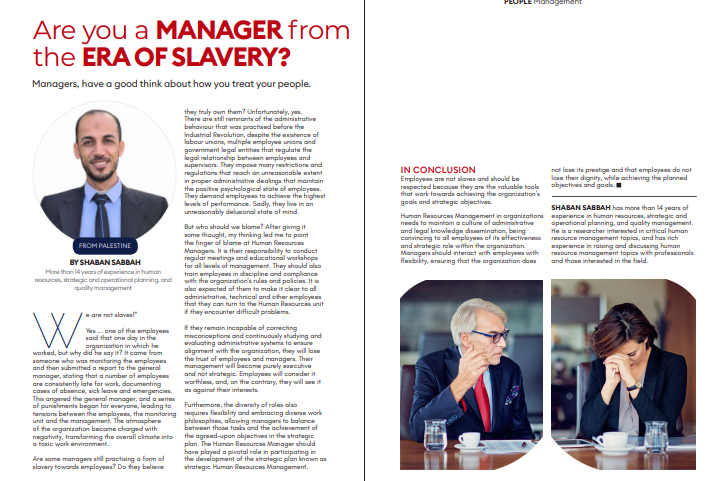 Are you a MANAGER from
the ERA OF SLAVERY?
Managers, have a good think about how you treat your people.
FROM PALESTINE
BY SHABAN SABBAH
More than 14 years of experience in human
resources, strategic and operational planning, and
quality management
We are not slaves!"
Yes ... one of the employees
said that one day in the
organization in which he
worked, but why did he say it? It came from
someone who was monitoring the employees
and then submitted a report to the general
manager, stating that a number of employees
are consistently late for work, documenting
cases of absence, sick leave and emergencies.
This angered the general manager, and a series
of punishments began for everyone, leading to
tensions between the employees, the monitoring
unit and the management. The atmosphere
of the organization became charged with
negativity, transforming the overall climate into
a toxic work environment.
Are some managers still practising a form of
slavery towards employees? Do they believe
they truly own them? Unfortunately, yes.
There are still remnants of the administrative
behaviour that was practised before the
Industrial Revolution, despite the existence of
labour unions, multiple employee unions and
government legal entities that regulate the
legal relationship between employees and
supervisors. They impose many restrictions and
regulations that reach an unreasonable extent
in proper administrative dealings that maintain
the positive psychological state of employees.
They demand employees to achieve the highest
levels of performance. Sadly, they live in an
unreasonably delusional state of mind.
But who should we blame? After giving it
some thought, my thinking led me to point
the finger of blame at Human Resources
Managers. It is their responsibility to conduct
regular meetings and educational workshops
for all levels of management. They should also
train employees in discipline and compliance
with the organization's rules and policies. It is
also expected of them to make it clear to all
administrative, technical and other employees
that they can turn to the Human Resources unit
if they encounter difficult problems.
If they remain incapable of correcting
misconceptions and continuously studying and
evaluating administrative systems to ensure
alignment with the organization, they will lose
the trust of employees and managers. Their
management will become purely executive
and not strategic. Employees will consider it
worthless, and, on the contrary, they will see it
as against their interests.
Furthermore, the diversity of roles also
requires flexibility and embracing diverse work
philosophies, allowing managers to balance
between those tasks and the achievement of
the agreed-upon objectives in the strategic
plan. The Human Resources Manager should
have played a pivotal role in participating in
the development of the strategic plan known as
strategic Human Resources Management.
PEOPLE Management
IN CONCLUSION
Employees are not slaves and should be
respected because they are the valuable tools
that work towards achieving the organization's
goals and strategic objectives.
Human Resources Management in organizations
needs to maintain a culture of administrative
and legal knowledge dissemination, being
convincing to all employees of its effectiveness
and strategic role within the organization.
Managers should interact with employees with
flexibility, ensuring that the organization does
not lose its prestige and that employees do not
lose their dignity, while achieving the planned
objectives and goals. ■
SHABAN SABBAH has more than 14 years of
experience in human resources, strategic and
operational planning, and quality management.
He is a researcher interested in critical human
resource management topics, and has rich
experience in raising and discussing human
resource management topics with professionals
and those interested in the field.